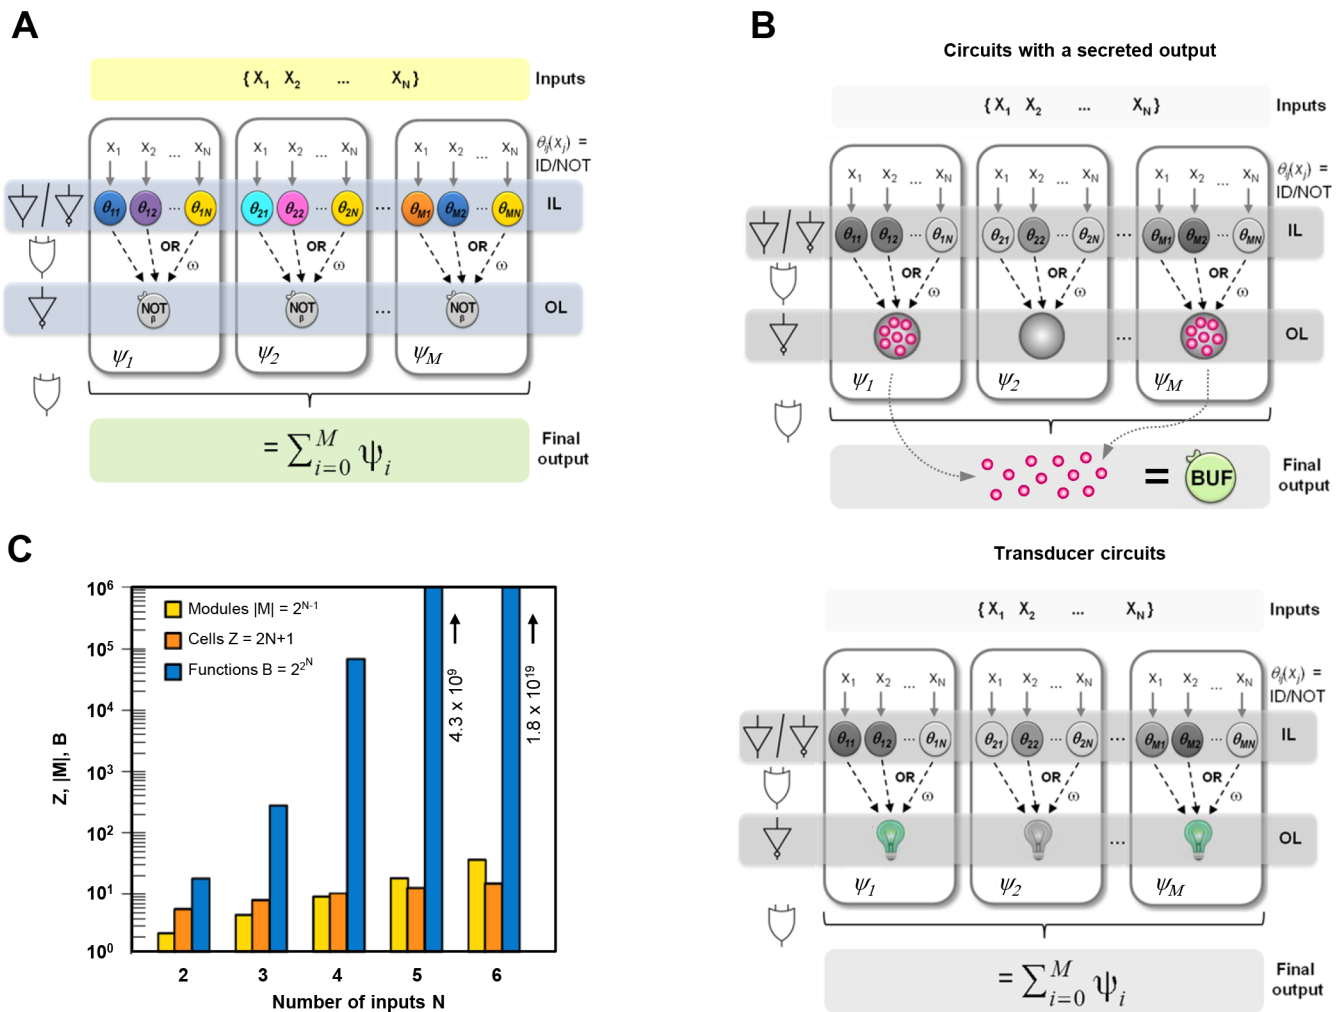 A
{ X1 X2 ... XN } Inputs
X1 X2 ... XN X1 X2 ... XN X1 X2 ... XN θij(xj) =
ID/NOT
θ11 θ12 ... θ1N θ21 θ22 ... θ2N ... θM1 θM2 ... θMN IL
OR OR OR
ω ω ω
NOT β NOT β ... NOT β OL
ψ1 ψ2 ψM
= ∑ M i=0 ψi Final
output
B
Circuits with a secreted output
{ X1 X2 ... XN } Inputs
X1 X2 ... XN X1 X2 ... XN X1 X2 ... XN θij(xj) =
ID/NOT
θ11 θ12 ... θ1N θ21 θ22 ... θ2N ... θM1 θM2 ... θMN IL
OR OR OR
ω ω ω
... OL
ψ1 ψ2 ψM
= BUF Final
output
Transducer circuits
{ X1 X2 ... XN } Inputs
X1 X2 ... XN X1 X2 ... XN X1 X2 ... XN θij(xj) =
ID/NOT
θ11 θ12 ... θ1N θ21 θ22 ... θ2N ... θM1 θM2 ... θMN IL
OR OR OR
ω ω ω
... OL
ψ1 ψ2 ψM
= ∑ M i=0 ψi Final
output
C
Z, |M|, B
10^6
10^5
10^4
10^3
10^2
10^1
10^0
Modules |M| = 2^N-1
Cells Z = 2N+1
Functions B = 2^2^N
4.3 x 10^9
1.8 x 10^19
2 3 4 5 6
Number of inputs N